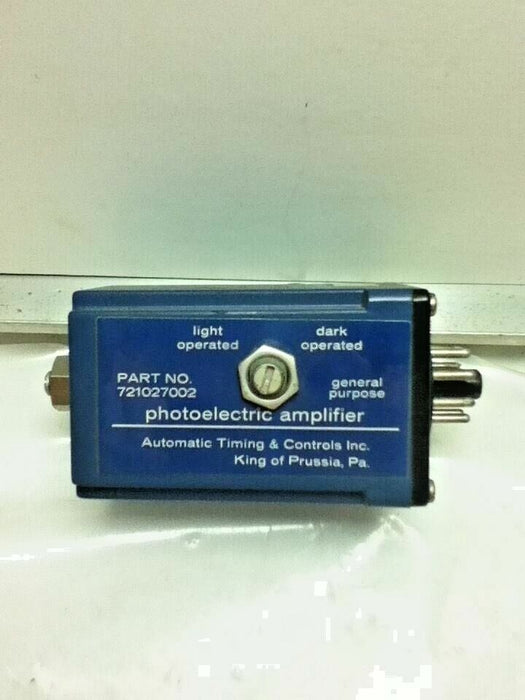 light
operated
dark
operated
PART NO.
721027002
general
purpose
photoelectric amplifier
Automatic Timing & Controls Inc.
King of Prussia, Pa.